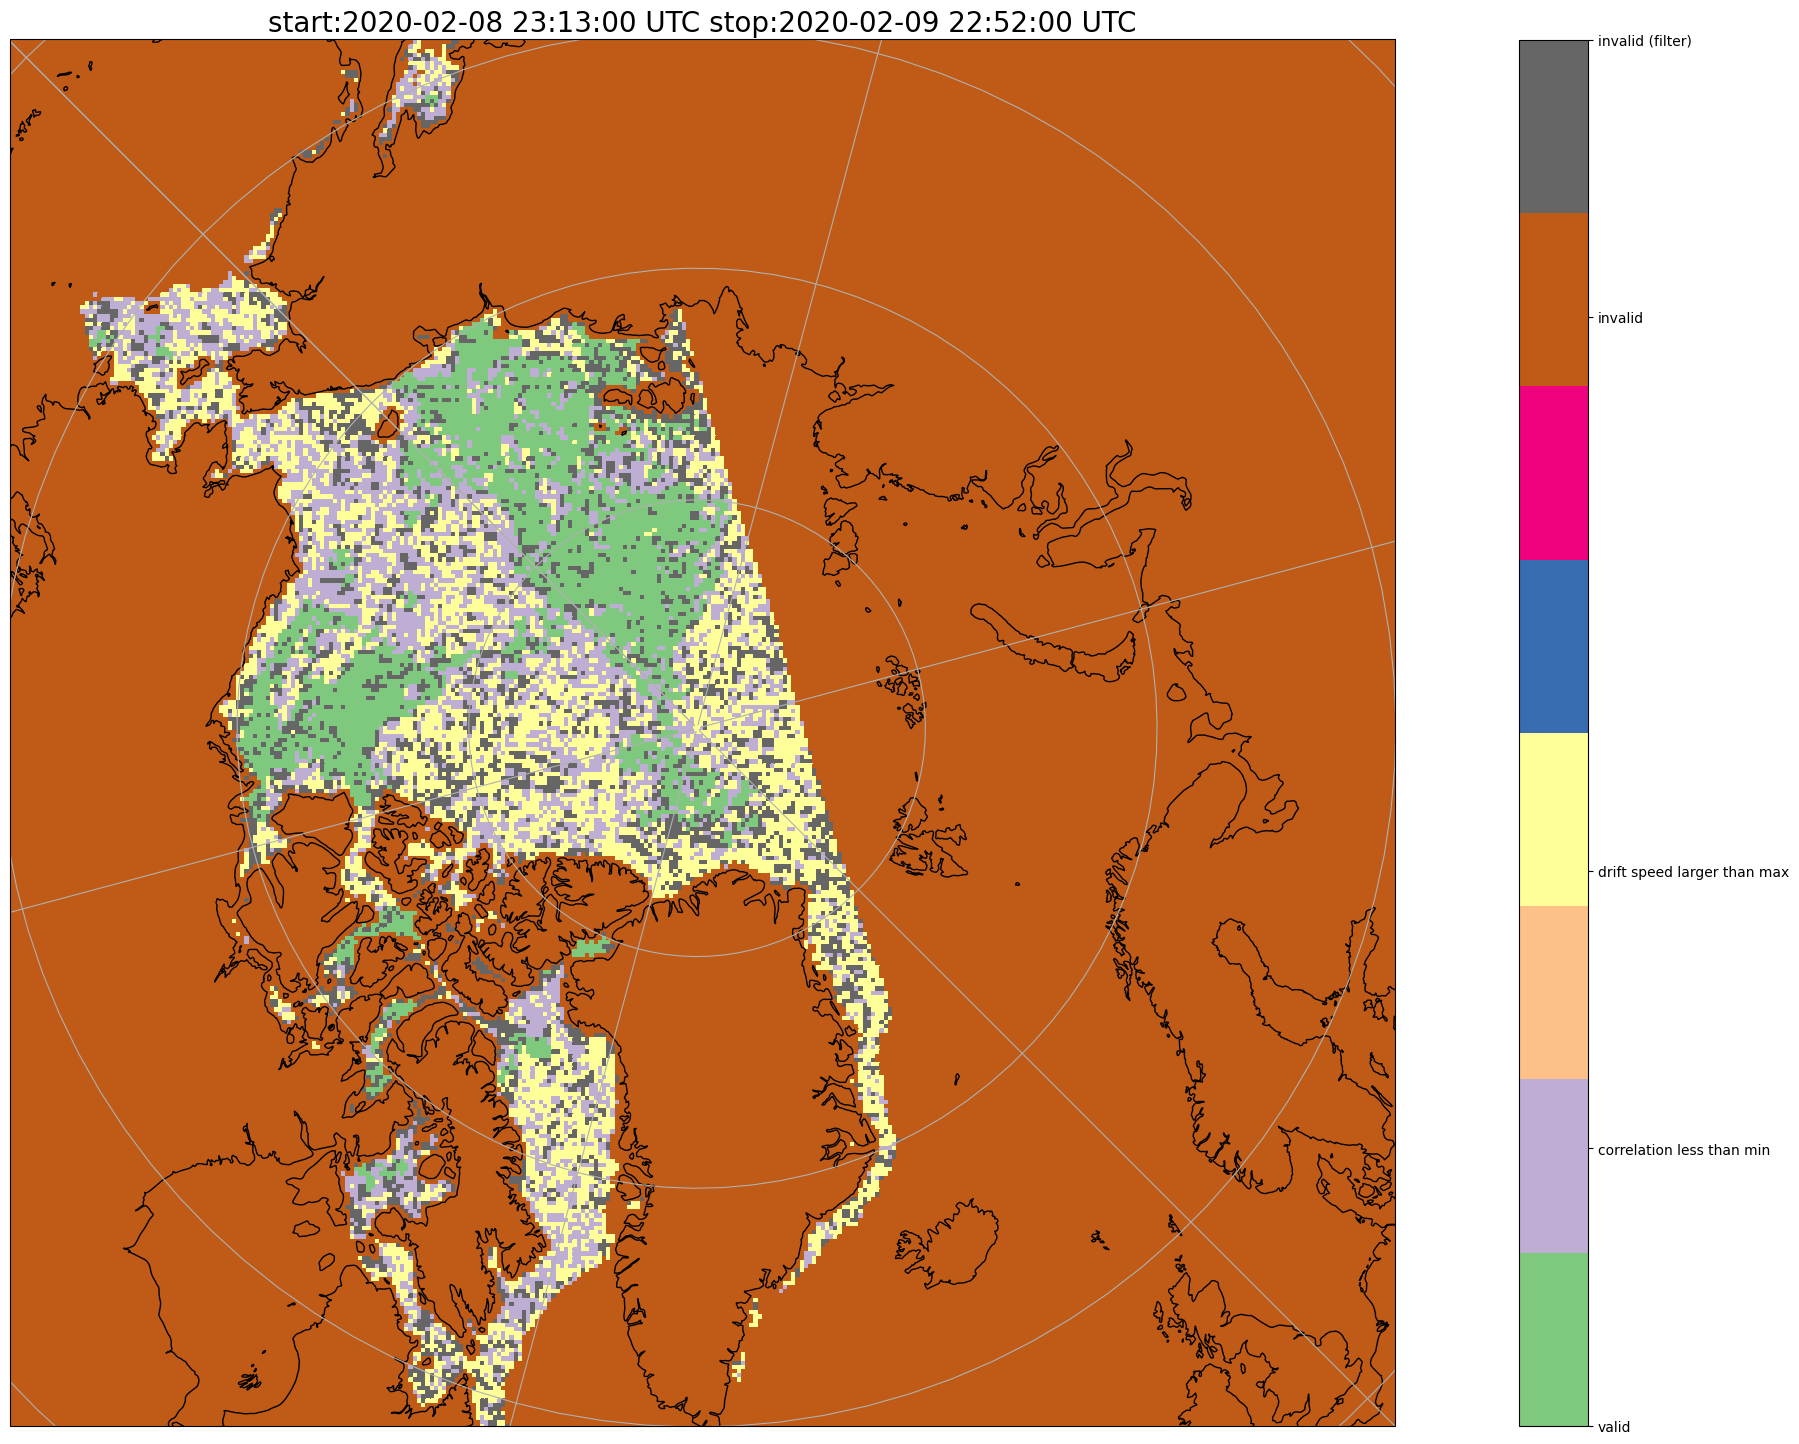 start:2020-02-08 23:13:00 UTC stop:2020-02-09 22:52:00 UTC
invalid (filter)
invalid
drift speed larger than max
correlation less than min
valid